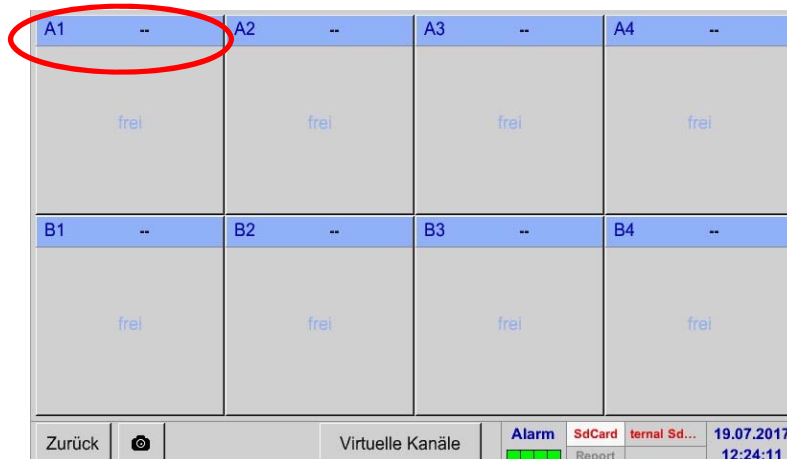 A1 -- A2 -- A3 -- A4 --
frei frei frei frei
B1 -- B2 -- B3 -- B4 --
frei frei frei frei
Zurück Virtuelle Kanäle Alarm SdCard ternal Sd... 19.07.2017
Report 12:24:11